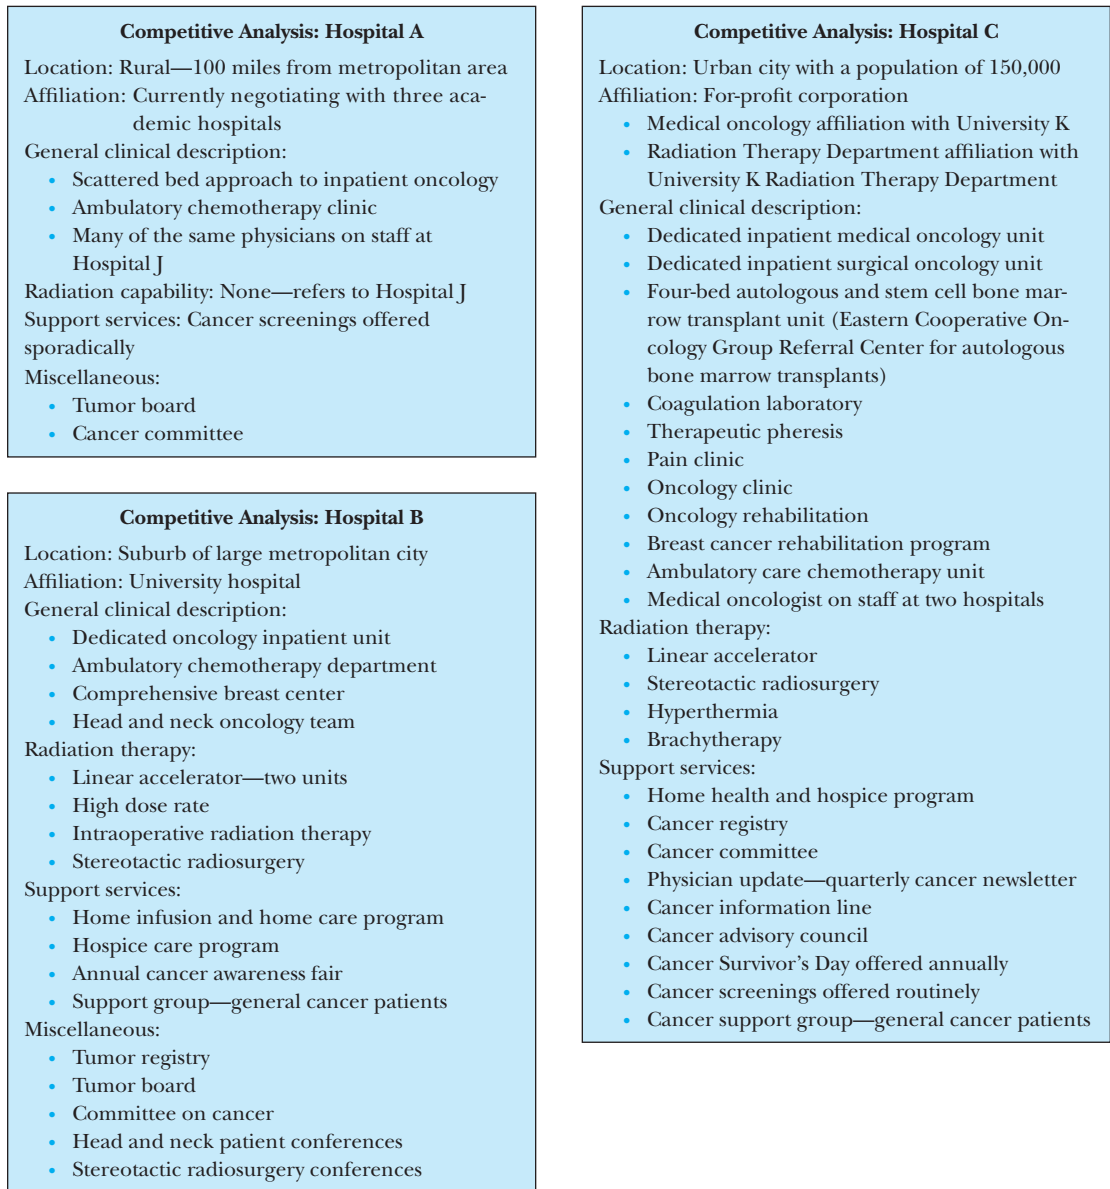 Competitive Analysis: Hospital A
Location: Rural—100 miles from metropolitan area
Affiliation: Currently negotiating with three aca-
demic hospitals
General clinical description:
• Scattered bed approach to inpatient oncology
• Ambulatory chemotherapy clinic
• Many of the same physicians on staff at
Hospital J
Radiation capability: None—refers to Hospital J
Support services: Cancer screenings offered
sporadically
Miscellaneous:
• Tumor board
• Cancer committee
Competitive Analysis: Hospital B
Location: Suburb of large metropolitan city
Affiliation: University hospital
General clinical description:
• Dedicated oncology inpatient unit
• Ambulatory chemotherapy department
• Comprehensive breast center
• Head and neck oncology team
Radiation therapy:
• Linear accelerator—two units
• High dose rate
• Intraoperative radiation therapy
• Stereotactic radiosurgery
Support services:
• Home infusion and home care program
• Hospice care program
• Annual cancer awareness fair
• Support group—general cancer patients
Miscellaneous:
• Tumor registry
• Tumor board
• Committee on cancer
• Head and neck patient conferences
• Stereotactic radiosurgery conferences
Competitive Analysis: Hospital C
Location: Urban city with a population of 150,000
Affiliation: For-profit corporation
• Medical oncology affiliation with University K
• Radiation Therapy Department affiliation with
University K Radiation Therapy Department
General clinical description:
• Dedicated inpatient medical oncology unit
• Dedicated inpatient surgical oncology unit
• Four-bed autologous and stem cell bone mar-
row transplant unit (Eastern Cooperative On-
cology Group Referral Center for autologous
bone marrow transplants)
• Coagulation laboratory
• Therapeutic pheresis
• Pain clinic
• Oncology clinic
• Oncology rehabilitation
• Breast cancer rehabilitation program
• Ambulatory care chemotherapy unit
• Medical oncologist on staff at two hospitals
Radiation therapy:
• Linear accelerator
• Stereotactic radiosurgery
• Hyperthermia
• Brachytherapy
Support services:
• Home health and hospice program
• Cancer registry
• Cancer committee
• Physician update—quarterly cancer newsletter
• Cancer information line
• Cancer advisory council
• Cancer Survivor's Day offered annually
• Cancer screenings offered routinely
• Cancer support group—general cancer patients